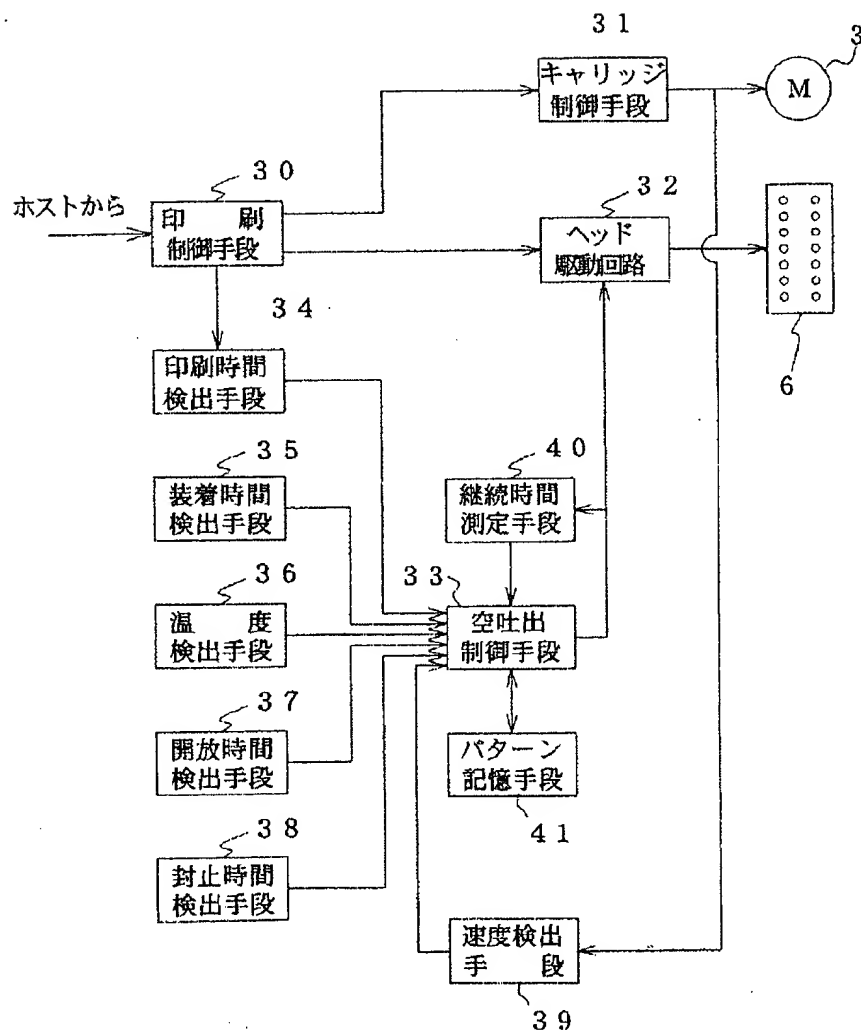 ３１
３
キャリッジ
制御手段
M
３０
３２
ホストから
印　刷
制御手段
ヘッド
駆動回路
６
３４
印刷時間
検出手段
３５
装着時間
検出手段
４０
継続時間
測定手段
３６
温　度
検出手段
３３
空吐出
制御手段
３７
開放時間
検出手段
パターン
記憶手段
４１
３８
封止時間
検出手段
速度検出
手　段
３９